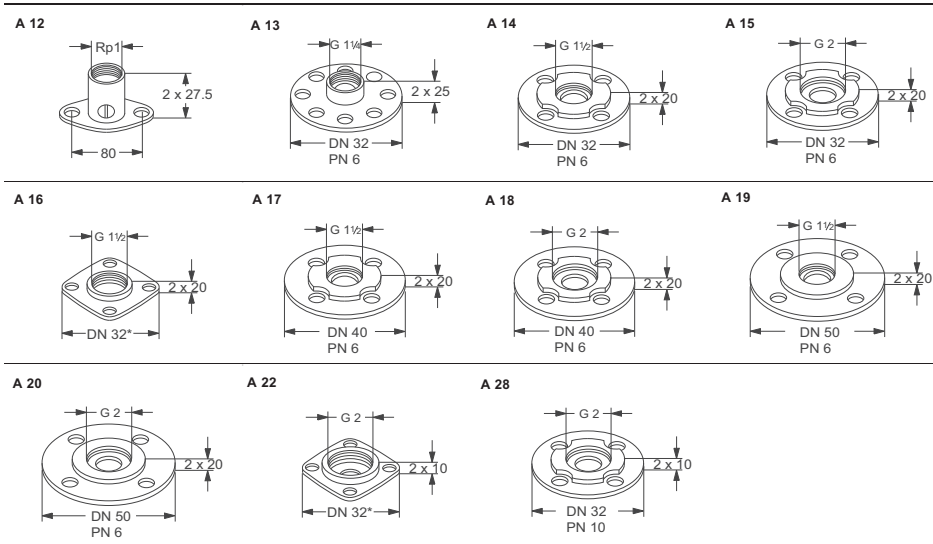 A 12
Rp1
2 x 27.5
80
A 13
G 1¼
2 x 25
DN 32
PN 6
A 14
G 1½
2 x 20
DN 32
PN 6
A 15
G 2
2 x 20
DN 32
PN 6
A 16
G 1½
2 x 20
DN 32*
A 17
G 1½
2 x 20
DN 40
PN 6
A 18
G 2
2 x 20
DN 40
PN 6
A 19
G 1½
2 x 20
DN 50
PN 6
A 20
G 2
2 x 20
DN 50
PN 6
A 22
G 2
2 x 10
DN 32*
A 28
G 2
2 x 10
DN 32
PN 10